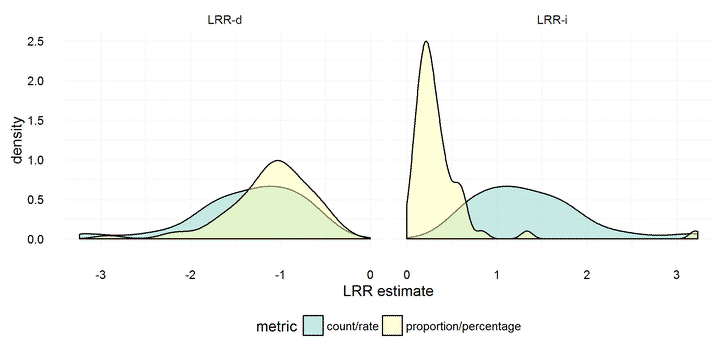 LRR-d LRR-i
density
2.5
2.0
1.5
1.0
0.5
0.0
-3 -2 -1 0 0 1 2 3
LRR estimate
metric count/rate proportion/percentage